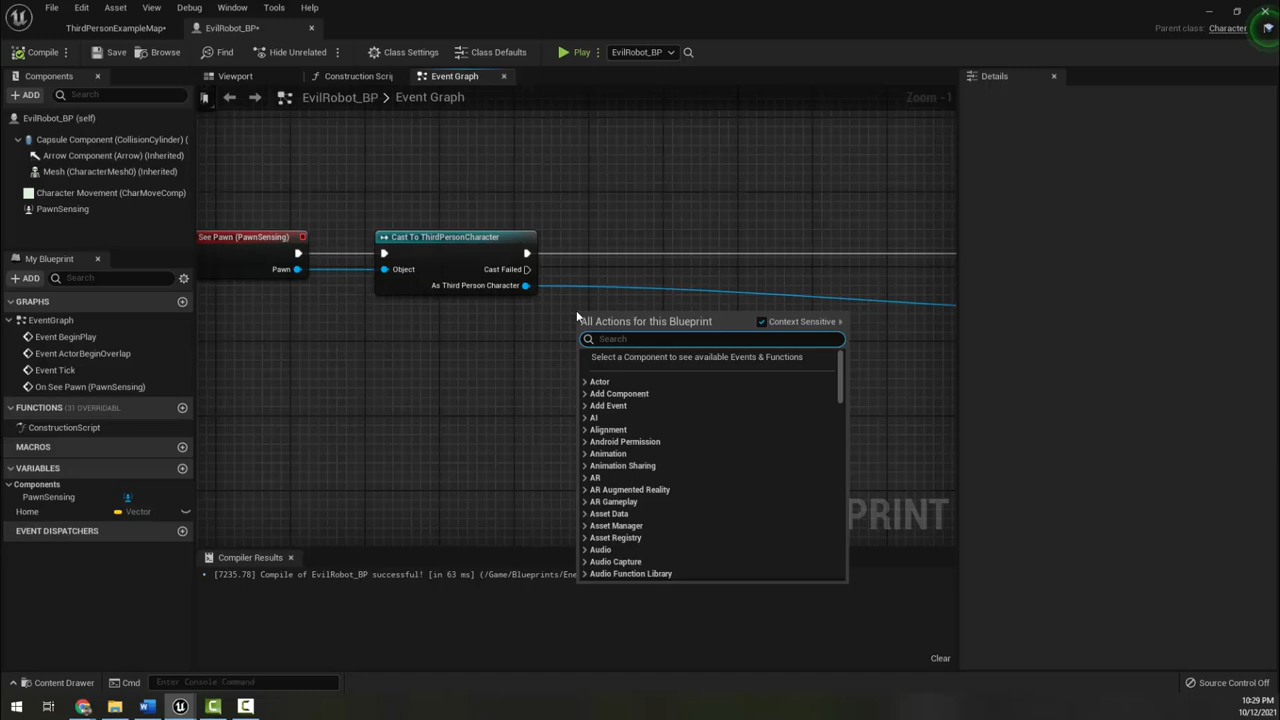 File Edit Asset View Debug Window Tools Help
ThirdPersonExampleMap• EvilRobot_BP•
Parent class: Character
Compile Save Browse Find Hide Unrelated Class Settings Class Defaults Play EvilRobot_BP
Components Viewport Construction Scrip Event Graph Details
ADD Search
EvilRobot_BP > Event Graph Zoom -1
EvilRobot_BP (self)
Capsule Component (CollisionCylinder) (
Arrow Component (Arrow) (Inherited)
Mesh (CharacterMesh0) (Inherited)
Character Movement (CharMoveComp)
PawnSensing
See Pawn (PawnSensing) Cast To ThirdPersonCharacter
Pawn Object Cast Failed
As Third Person Character
My Blueprint
ADD Search
GRAPHS
EventGraph
Event BeginPlay
Event ActorBeginOverlap
Event Tick
On See Pawn (PawnSensing)
FUNCTIONS (3) OVERRIDABL
ConstructionScript
MACROS
VARIABLES
Components
PawnSensing
Home Vector
EVENT DISPATCHERS
All Actions for this Blueprint Context Sensitive
Search
Select a Component to see available Events & Functions
Actor
Add Component
Add Event
AI
Alignment
Android Permission
Animation
Animation Sharing
AR
AR Augmented Reality
AR Gameplay
Asset Data
Asset Manager
Asset Registry
Audio
Audio Capture
Audio Function Library
PRINT
Compiler Results
[7235.78] Compile of EvilRobot_BP successful! [in 63 ms] (/Game/Blueprints/Ene
Clear
Content Drawer Cmd Enter Console Command Source Control Off
10:29 PM
10/12/2021